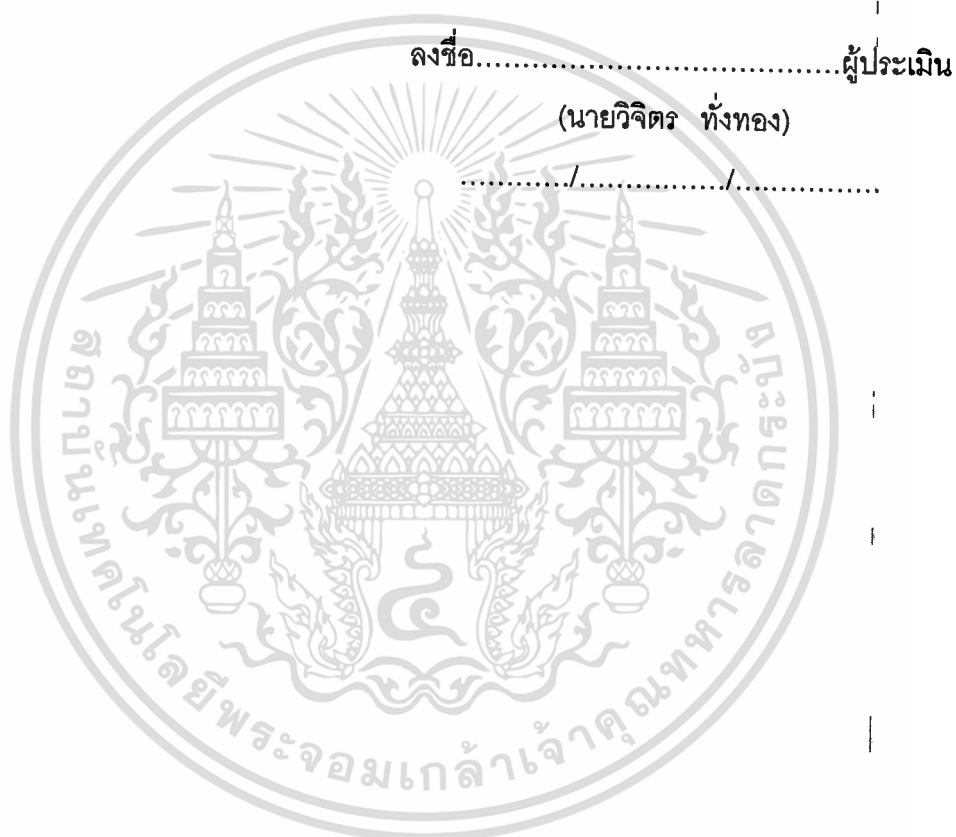 ลงชื่อ.......................................ผู้ประเมิน
(นายวิจิตร ทั่งทอง)
............/................/................
สถาบันเทคโนโลยีพระจอมเกล้าเจ้าคุณทหารลาดกระบัง
๔